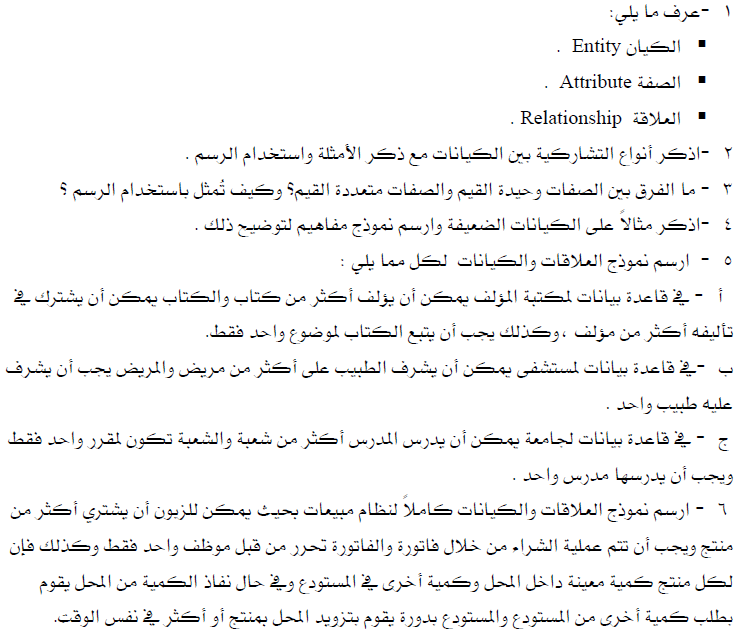 ١ -عرف ما يلي:
▪ الكيان Entity .
▪ الصفة Attribute .
▪ العلاقة Relationship .
٢ -اذكر أنواع التشاركية بين الكيانات مع ذكر الأمثلة واستخدام الرسم .
٣ - ما الفرق بين الصفات وحيدة القيم والصفات متعددة القيم؟ وكيف تُمثل باستخدام الرسم ؟
٤ -اذكر مثالاً على الكيانات الضعيفة وارسم نموذج مفاهيم لتوضيح ذلك .
٥ - ارسم نموذج العلاقات والكيانات لكل مما يلي :
أ - في قاعدة بيانات لمكتبة المؤلف يمكن أن يؤلف أكثر من كتاب والكتاب يمكن أن يشترك في
تأليفه أكثر من مؤلف ، وكذلك يجب أن يتبع الكتاب لموضوع واحد فقط.
ب -في قاعدة بيانات لمستشفى يمكن أن يشرف الطبيب على أكثر من مريض والمريض يجب أن يشرف
عليه طبيب واحد .
ج - في قاعدة بيانات لجامعة يمكن أن يدرس المدرس أكثر من شعبة والشعبة تكون لمقرر واحد فقط
ويجب أن يدرسها مدرس واحد .
٦ - ارسم نموذج العلاقات والكيانات كاملاً لنظام مبيعات بحيث يمكن للزبون أن يشتري أكثر من
منتج ويجب أن تتم عملية الشراء من خلال فاتورة والفاتورة تحرر من قبل موظف واحد فقط وكذلك فإن
لكل منتج كمية معينة داخل المحل وكمية أخرى في المستودع وفي حال نفاذ الكمية من المحل يقوم
بطلب كمية أخرى من المستودع والمستودع بدورة يقوم بتزويد المحل بمنتج أو أكثر في نفس الوقت.